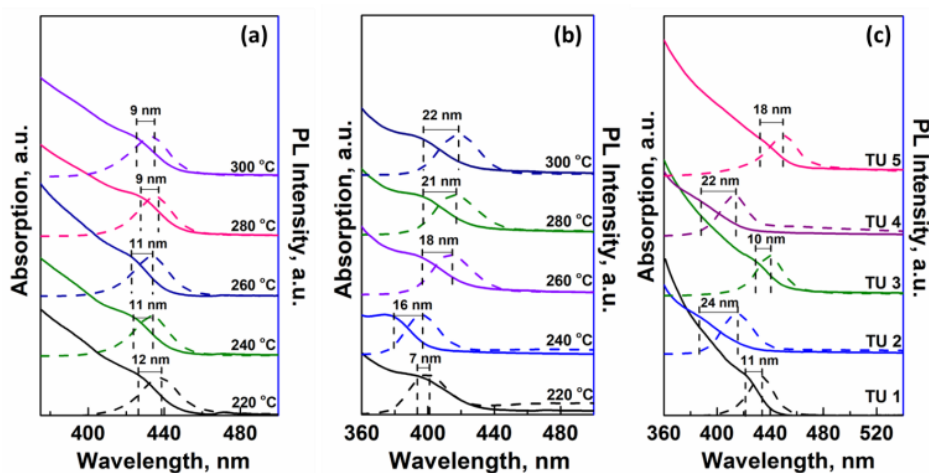 (a)
Absorption, a.u.
PL Intensity, a.u.
9 nm
300 °C
9 nm
280 °C
11 nm
260 °C
11 nm
240 °C
12 nm
220 °C
400 440 480
Wavelength, nm
(b)
Absorption, a.u.
PL Intensity, a.u.
22 nm
300 °C
21 nm
280 °C
18 nm
260 °C
16 nm
240 °C
7 nm
220 °C
360 400 440 480
Wavelength, nm
(c)
Absorption, a.u.
PL Intensity, a.u.
18 nm
TU 5
22 nm
TU 4
10 nm
TU 3
24 nm
TU 2
11 nm
TU 1
360 400 440 480 520
Wavelength, nm